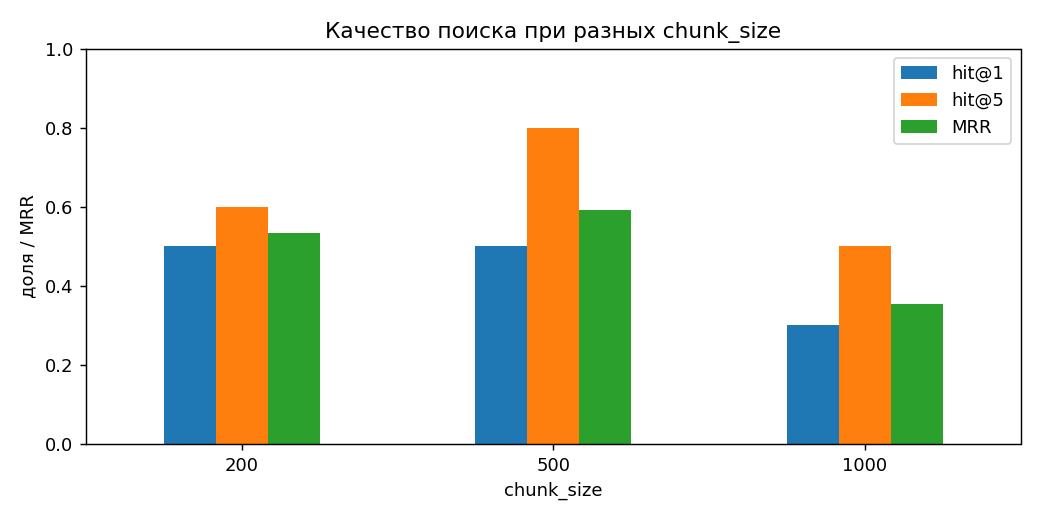 Качество поиска при разных chunk_size
1.0
0.8
0.6
0.4
0.2
0.0
доля / MRR
hit@1
hit@5
MRR
200
500
1000
chunk_size